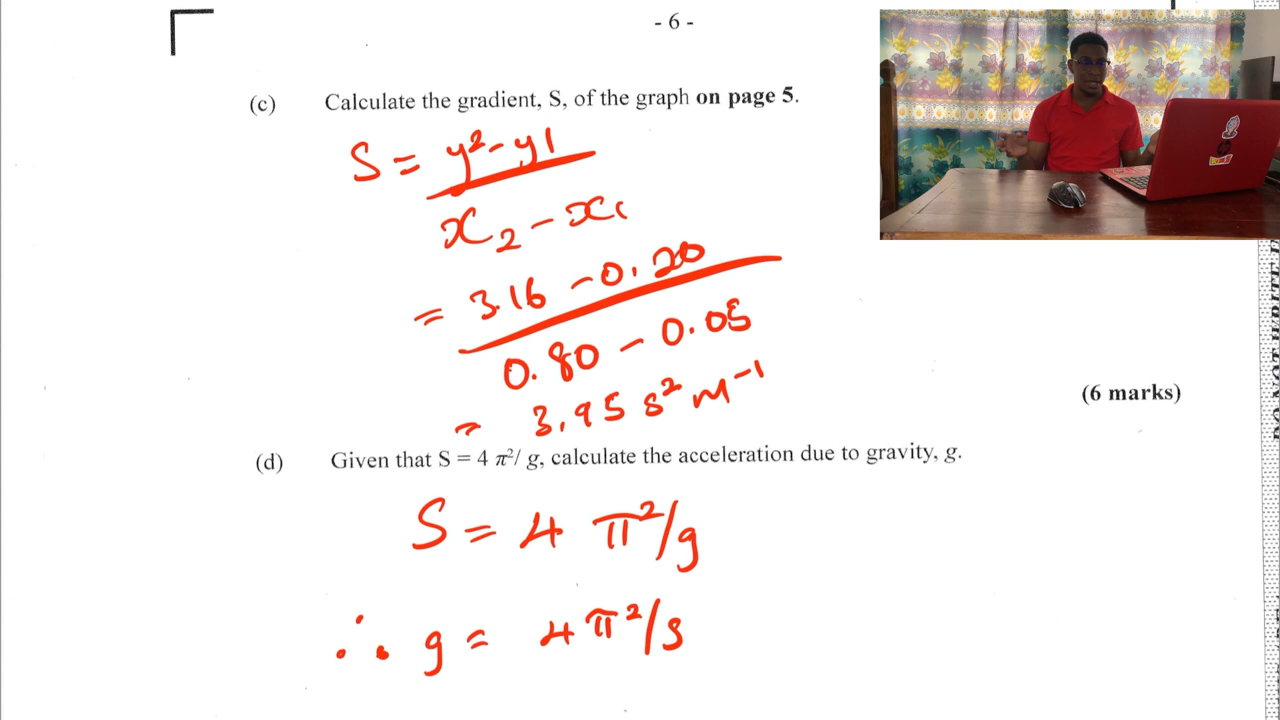 - 6 -
(c) Calculate the gradient, S, of the graph on page 5.
S = y2 - y1
x2 - x1
= 3.16 - 0.20
0.80 - 0.05
= 3.95 s² m⁻¹
(6 marks)
(d) Given that S = 4 π²/ g, calculate the acceleration due to gravity, g.
S = 4 π²/g
∴ g = 4π²/s